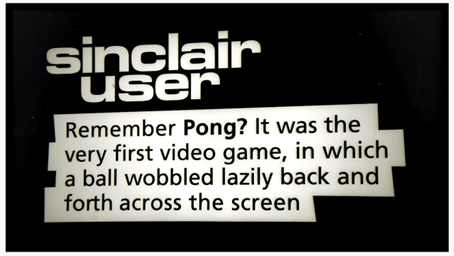 sinclair
user
Remember Pong? It was the
very first video game, in which
a ball wobbled lazily back and
forth across the screen